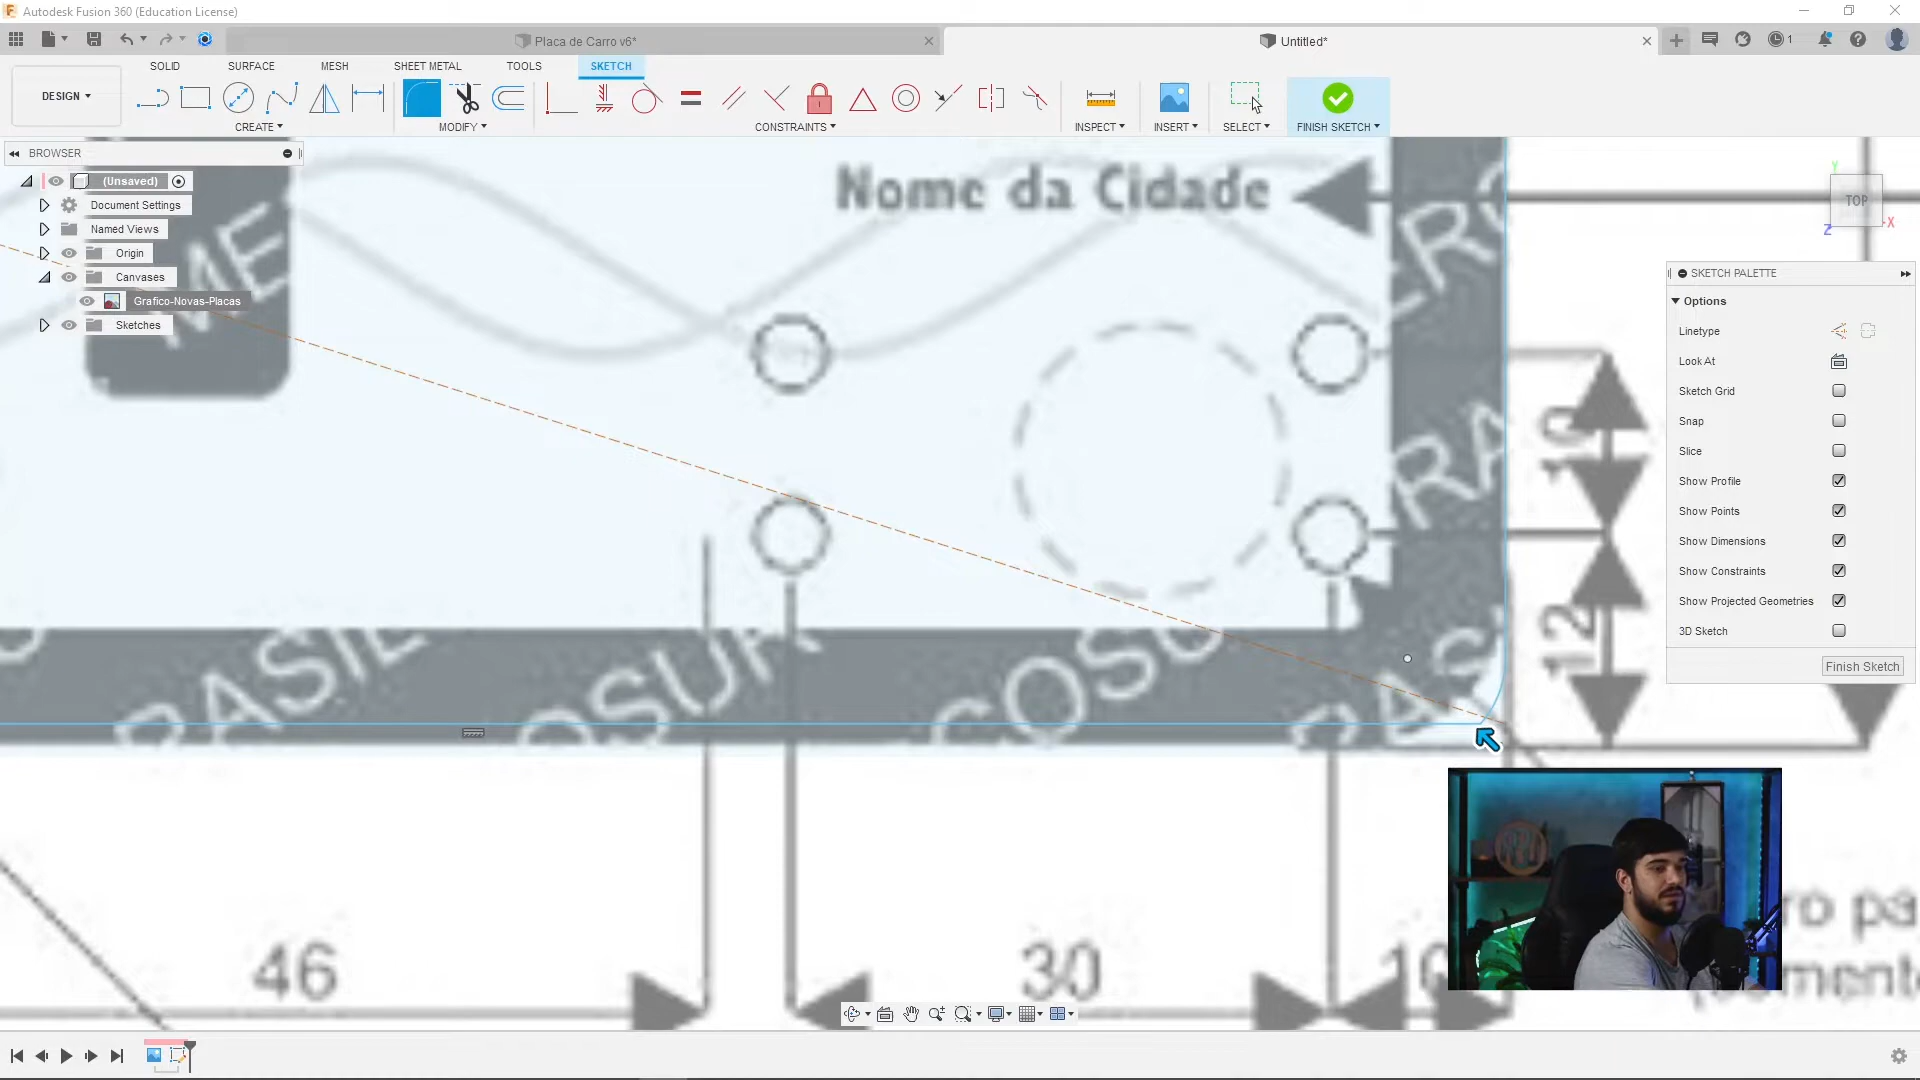 Autodesk Fusion 360 (Education License)
Placa de Carro v6*
Untitled*
1
DESIGN
SOLID
SURFACE
MESH
SHEET METAL
TOOLS
SKETCH
CREATE
MODIFY
CONSTRAINTS
INSPECT
INSERT
SELECT
FINISH SKETCH
BROWSER
(Unsaved)
Document Settings
Named Views
Origin
Canvases
Grafico-Novas-Placas
Sketches
Nome da Cidade
Y
TOP
X
Z
SKETCH PALETTE
Options
Linetype
Look At
Sketch Grid
Snap
Slice
Show Profile
Show Points
Show Dimensions
Show Constraints
Show Projected Geometries
3D Sketch
Finish Sketch
12
46
30
10